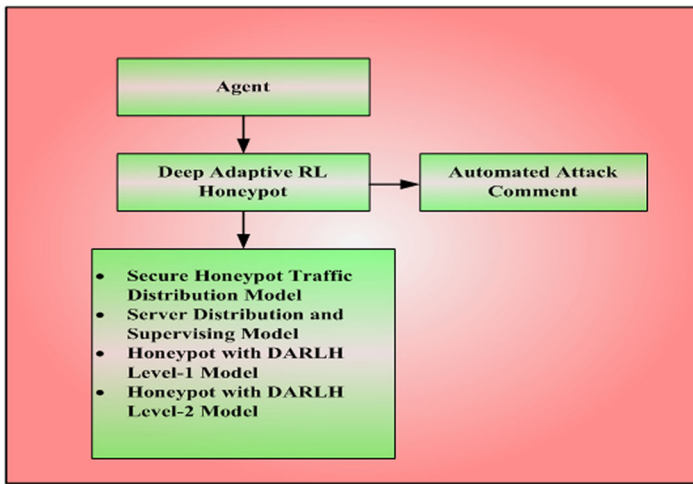 Agent
Deep Adaptive RL
Honeypot
Automated Attack
Comment
• Secure Honeypot Traffic
Distribution Model
• Server Distribution and
Supervising Model
• Honeypot with DARLH
Level-1 Model
• Honeypot with DARLH
Level-2 Model